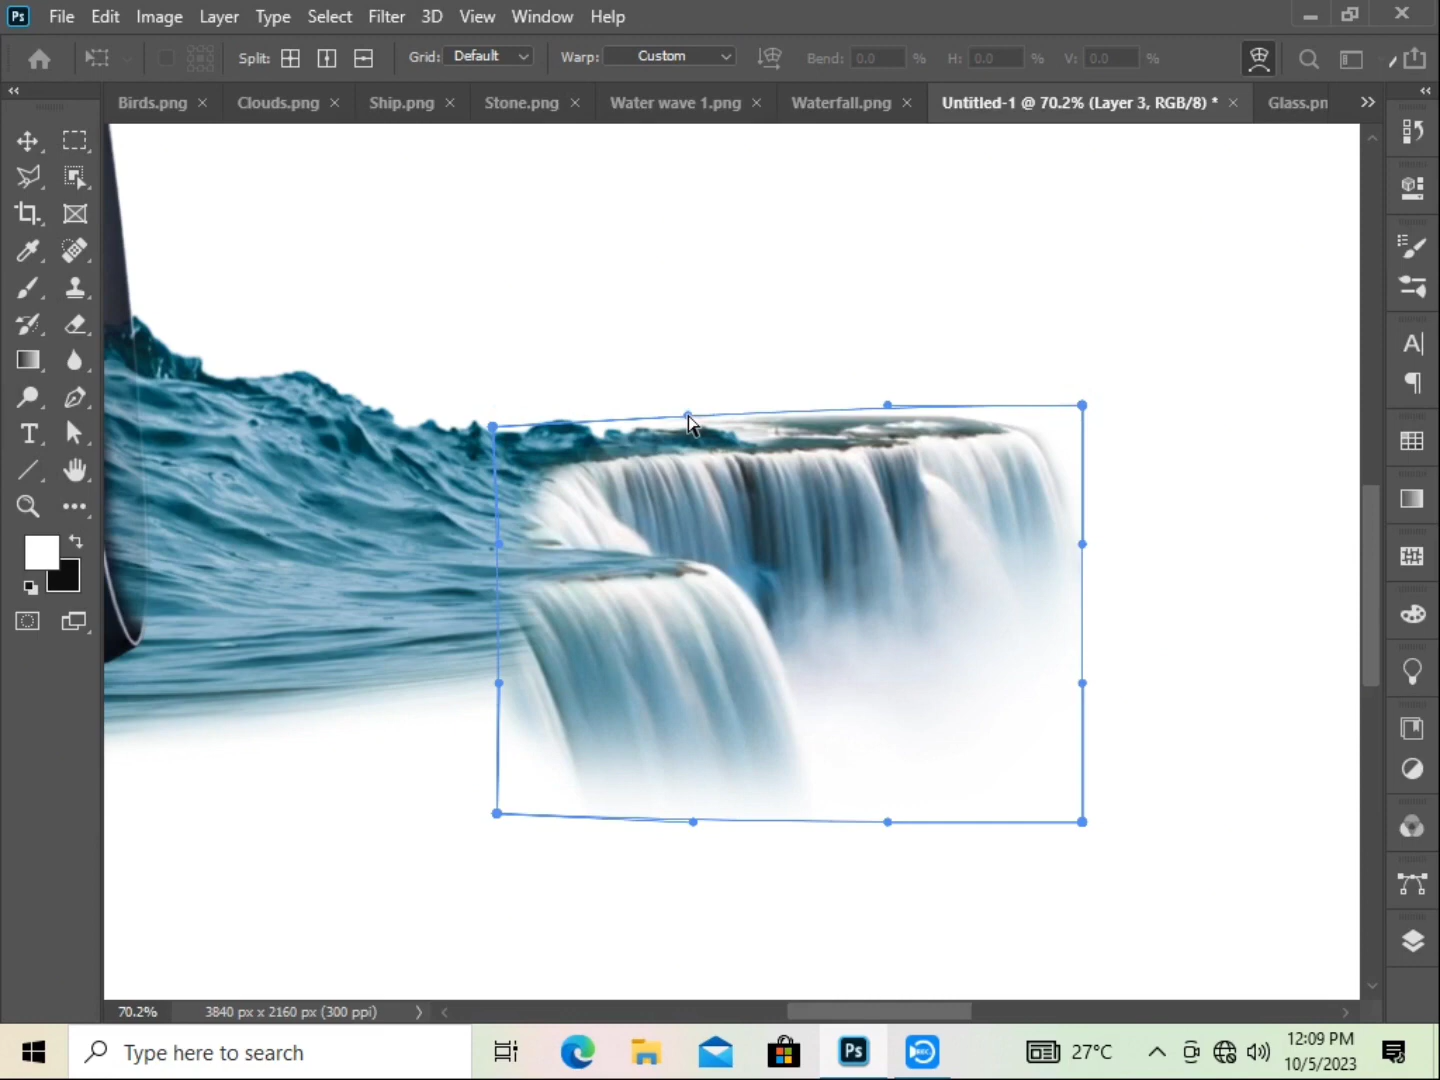 Ps File Edit Image Layer Type Select Filter 3D View Window Help
Split: Grid: Default Warp: Custom Bend: 0.0 % H: 0.0 % V: 0.0 %
Birds.png Clouds.png Ship.png Stone.png Water wave 1.png Waterfall.png Untitled-1 @ 70.2% (Layer 3, RGB/8) * Glass.pn
70.2% 3840 px x 2160 px (300 ppi)
Type here to search
Ps
REC
27°C
12:09 PM
10/5/2023